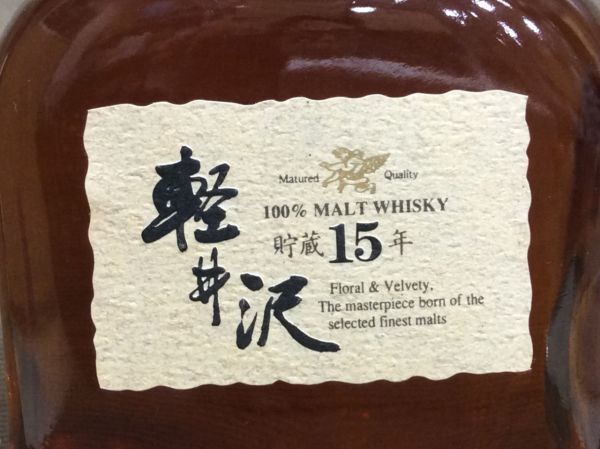 軽井沢
Matured Quality
100% MALT WHISKY
貯蔵15年
Floral & Velvety,
The masterpiece born of the
selected finest malts